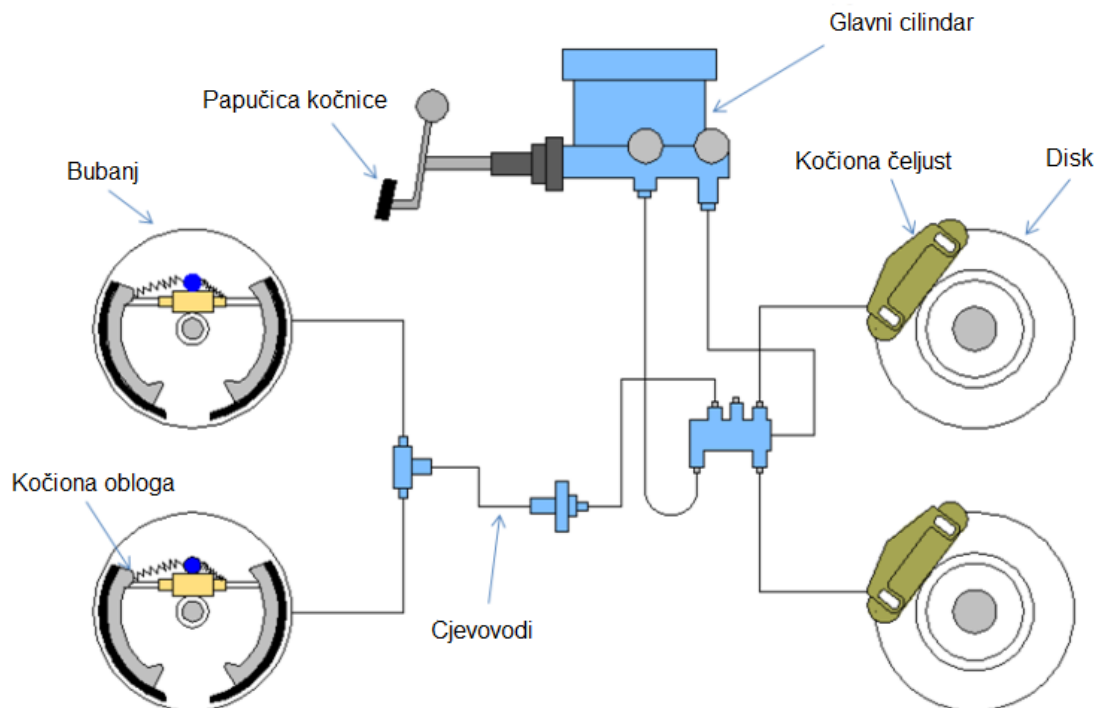 Glavni cilindar
Papučica kočnice
Kočiona čeljust
Disk
Bubanj
Kočiona obloga
Cjevovodi